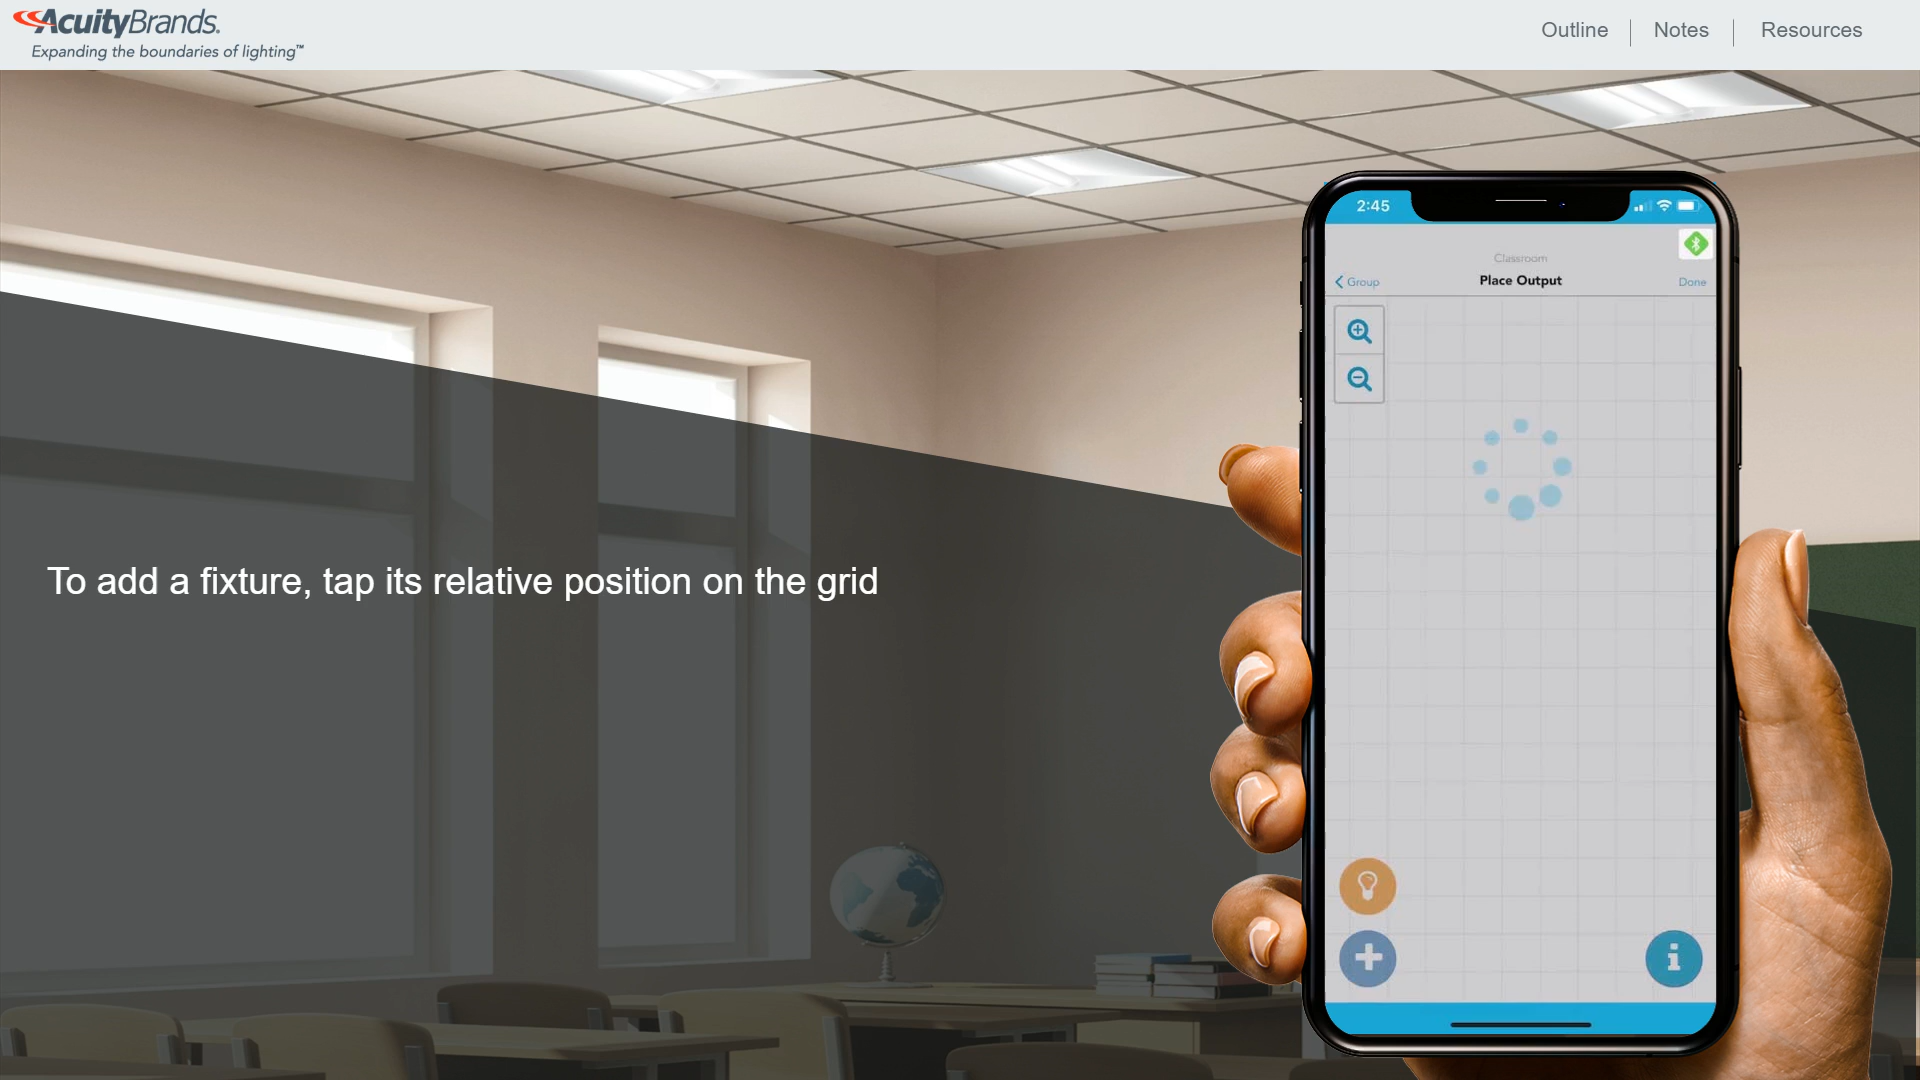 AcuityBrands.
Expanding the boundaries of lighting™
Outline
Notes
Resources
2:45
Classroom
Group
Place Output
Done
To add a fixture, tap its relative position on the grid